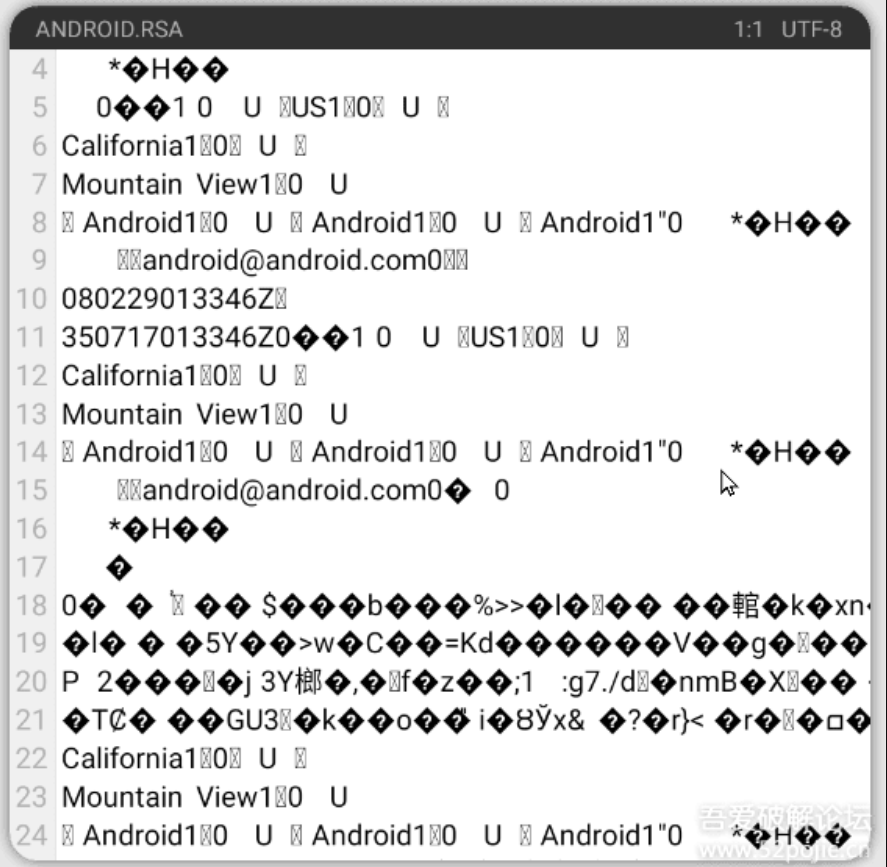 ANDROID.RSA 1:1 UTF-8
4 *�H��
5 0��1 0 U US10 U
6 California10 U
7 Mountain View10 U
8 Android10 U Android10 U Android1"0 *�H��
9 android@android.com0
10 080229013346Z
11 350717013346Z0��1 0 U US10 U
12 California10 U
13 Mountain View10 U
14 Android10 U Android10 U Android1"0 *�H��
15 android@android.com0� 0
16 *�H��
17 �
18 0� � �� $���b���%>>�l��� ��輨�k�xn
19 �l� � �5Y��>w�C��=Kd������V��g���
20 P 2����j 3Y榔�,�f�z��;1 :g7./d�nmB�X��
21 �T₡� ��GU3�k��o�� i�8Ўx& �?�r}< �r��¤�
22 California10 U
23 Mountain View10 U
24 Android10 U Android10 U Android1"0 *�H��
吾爱破解论坛
www.52pojie.cn